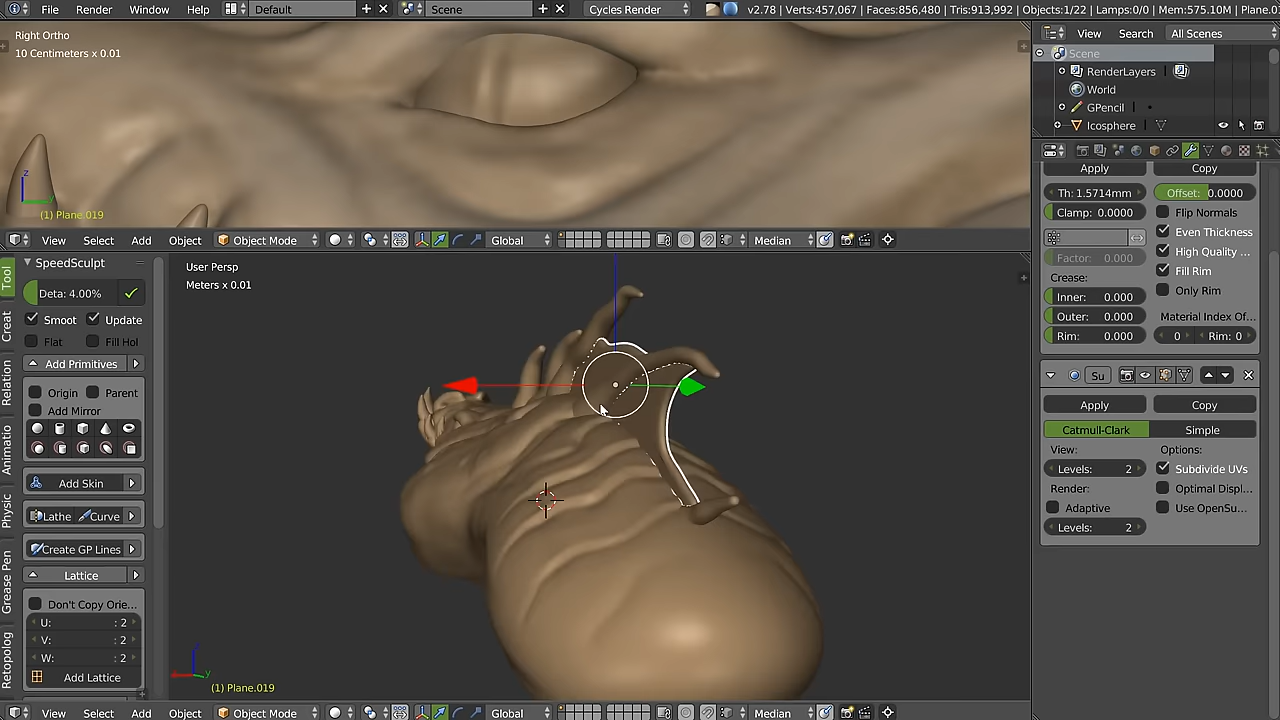 File Render Window Help Default Scene Cycles Render v2.78 | Verts:457,067 | Faces:856,480 | Tris:913,992 | Objects:1/22 | Lamps:0/0 | Mem:575.10M | Plane.0
Right Ortho
10 Centimeters x 0.01
z
(1) Plane.019
View Select Add Object Object Mode Global Median
View Search All Scenes
Scene
RenderLayers
World
GPencil
Icosphere
Apply Copy
Th: 1.5714mm Offset: 0.0000
Clamp: 0.0000 Flip Normals
Even Thickness
High Quality ...
Factor: 0.000 Fill Rim
Crease: Only Rim
Inner: 0.000
Outer: 0.000 Material Index Of...
Rim: 0.000 0 Rim: 0
Su
Apply Copy
Catmull-Clark Simple
View: Options:
Levels: 2 Subdivide UVs
Render: Optimal Displ...
Adaptive Use OpenSu...
Levels: 2
Tool
Creat
Relation
Animatio
Physic
Grease Pen
Retopolog
SpeedSculpt
Deta: 4.00%
Smoot Update
Flat Fill Hol
Add Primitives
Origin Parent
Add Mirror
Add Skin
Lathe Curve
Create GP Lines
Lattice
Don't Copy Orie...
U: : 2
V: : 2
W: : 2
Add Lattice
User Persp
Meters x 0.01
y
(1) Plane.019
View Select Add Object Object Mode Global Median